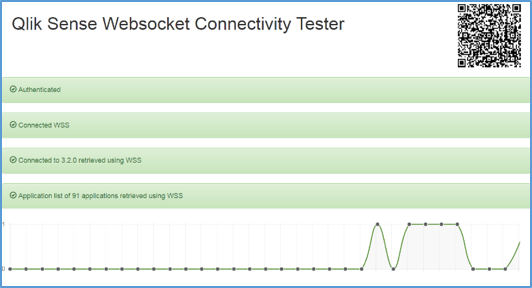 Qlik Sense Websocket Connectivity Tester
Authenticated
Connected WSS
Connected to 3.2.0 retrieved using WSS
Application list of 91 applications retrieved using WSS
1
0